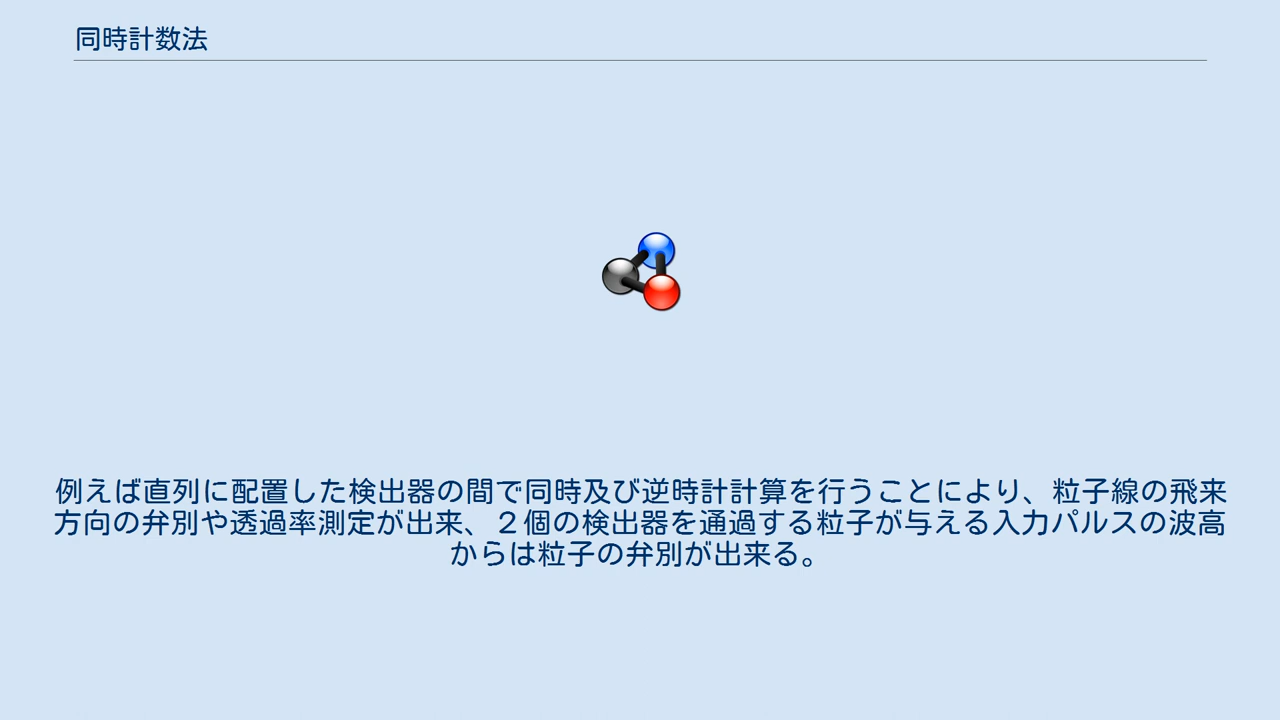 同時計数法
例えば直列に配置した検出器の間で同時及び逆時計計算を行うことにより、粒子線の飛来
方向の弁別や透過率測定が出来、２個の検出器を通過する粒子が与える入力パルスの波高
からは粒子の弁別が出来る。